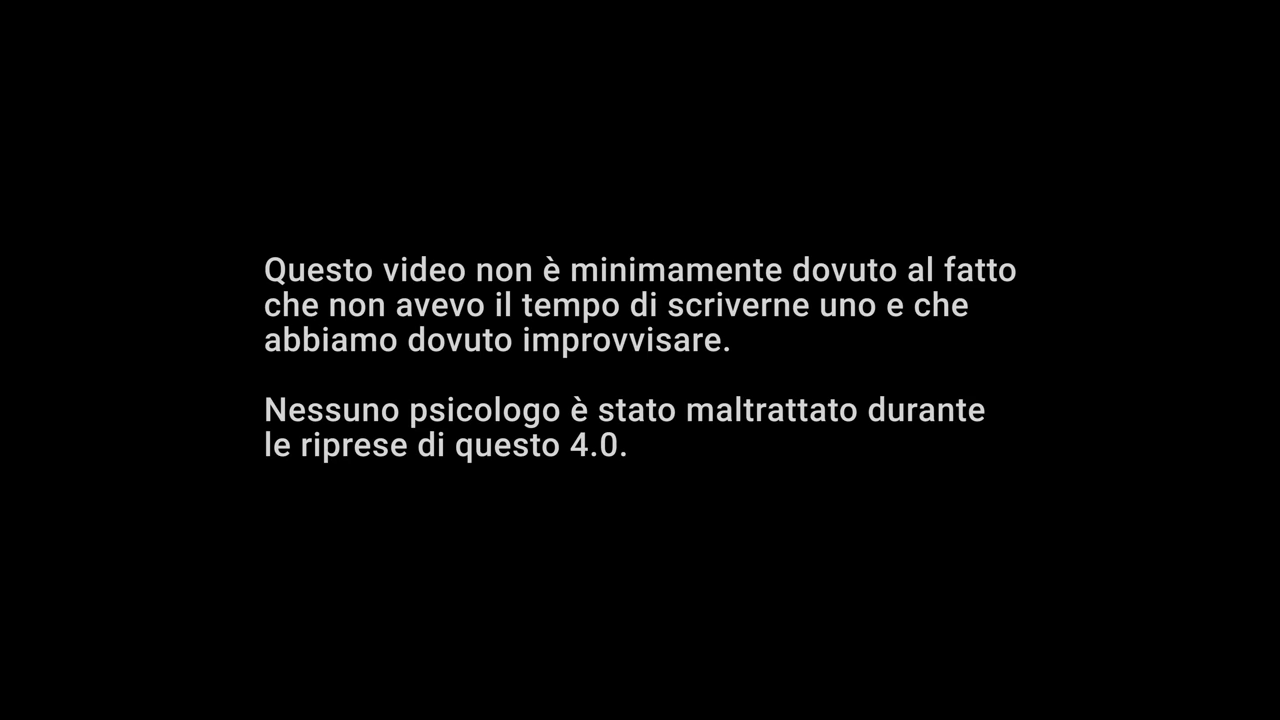 Questo video non è minimamente dovuto al fatto
che non avevo il tempo di scriverne uno e che
abbiamo dovuto improvvisare.
Nessuno psicologo è stato maltrattato durante
le riprese di questo 4.0.